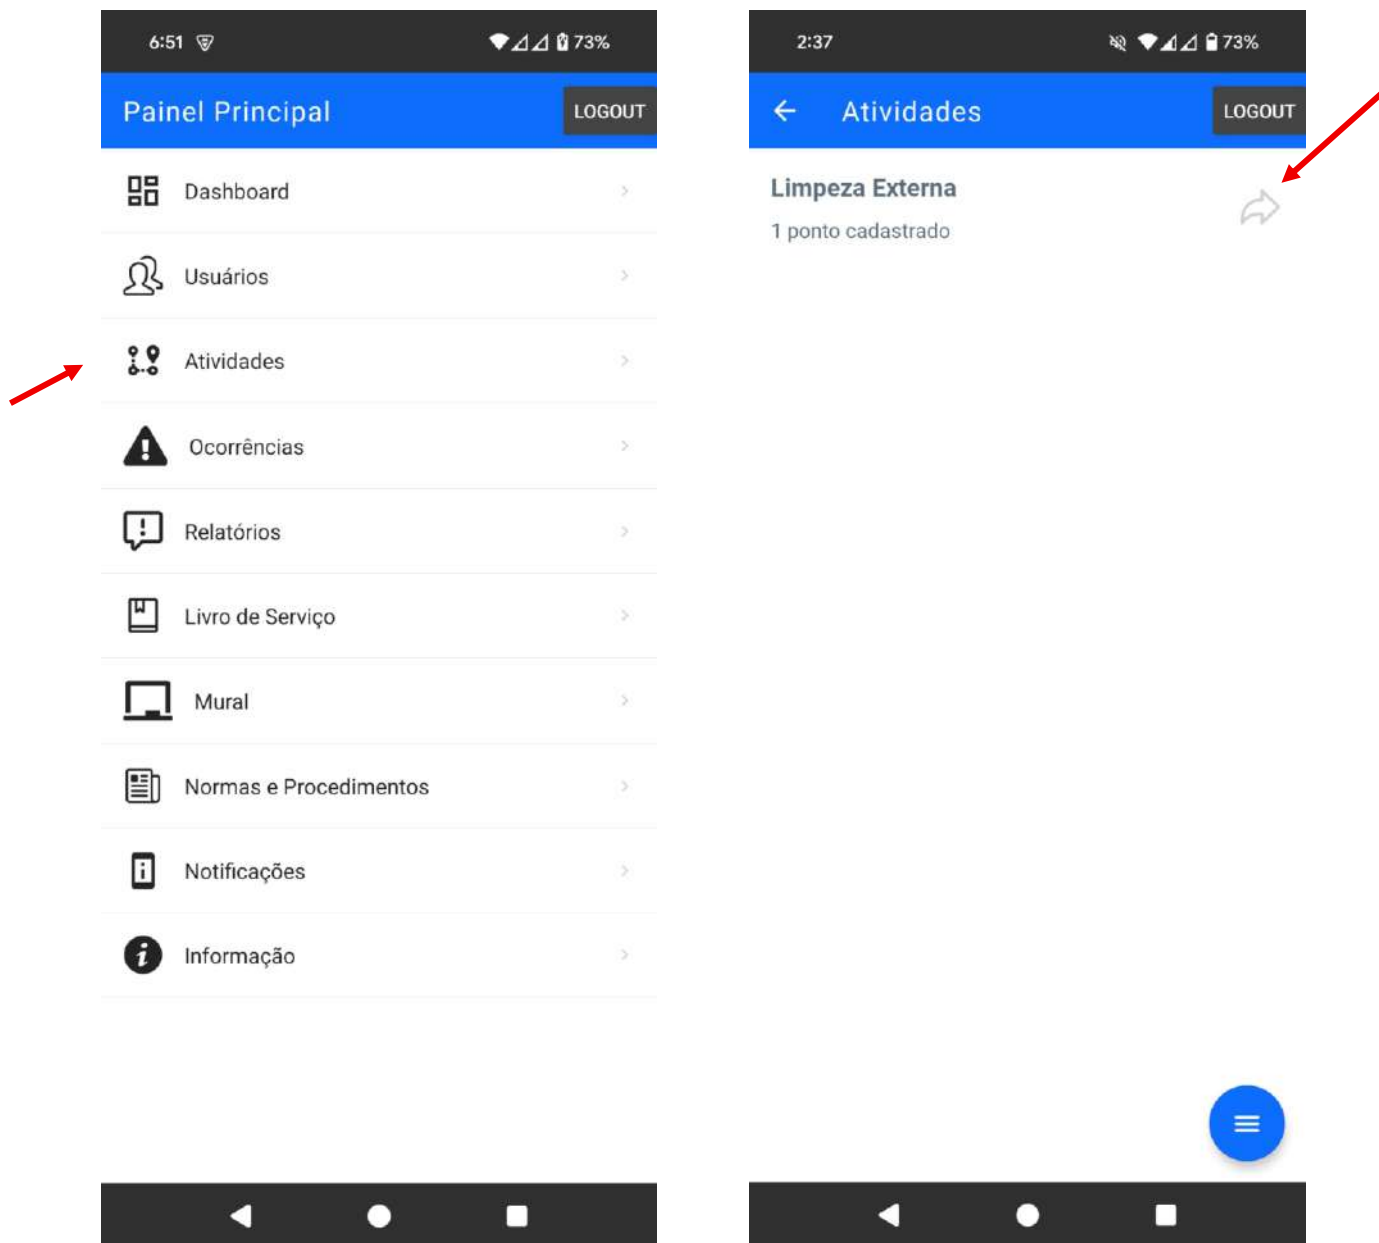 6:51
73%
Painel Principal
LOGOUT
Dashboard
Usuários
Atividades
Ocorrências
Relatórios
Livro de Serviço
Mural
Normas e Procedimentos
Notificações
Informação
2:37
73%
Atividades
LOGOUT
Limpeza Externa
1 ponto cadastrado